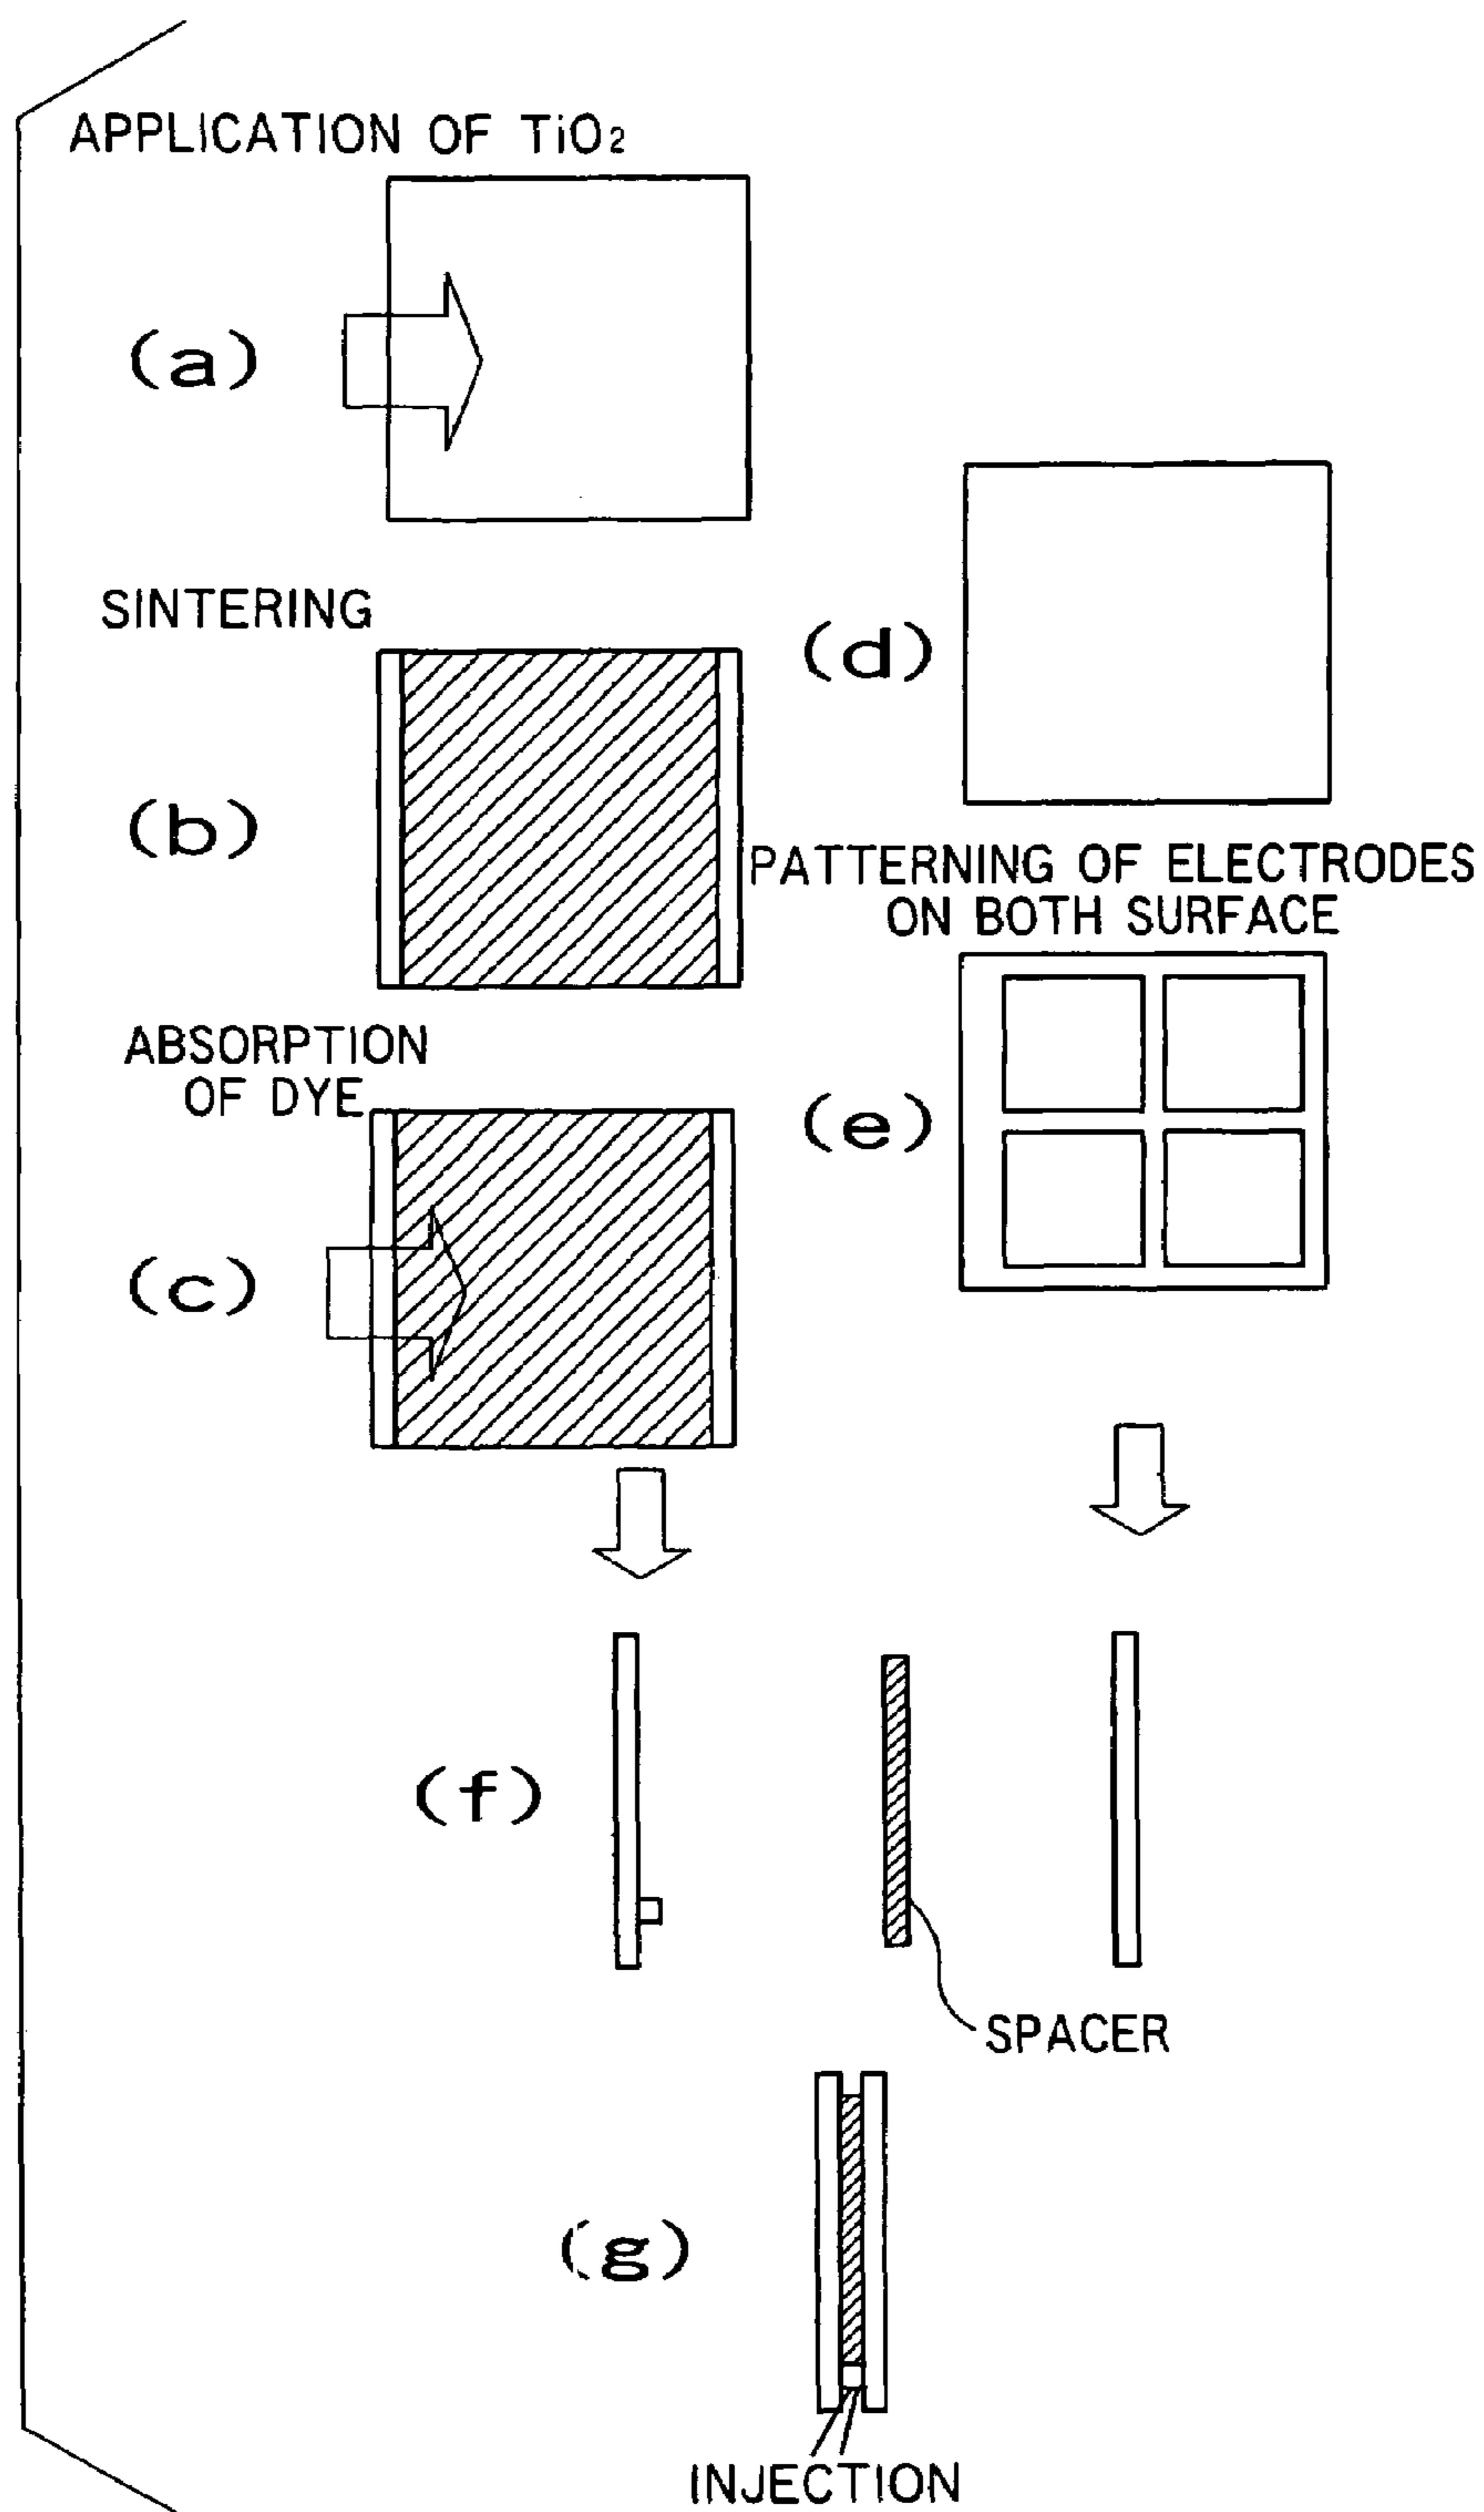 APPLICATION OF TiO₂
(a)
SINTERING
(b)
ABSORPTION
OF DYE
(c)
(d)
PATTERNING OF ELECTRODES
ON BOTH SURFACE
(e)
(f)
SPACER
(g)
INJECTION